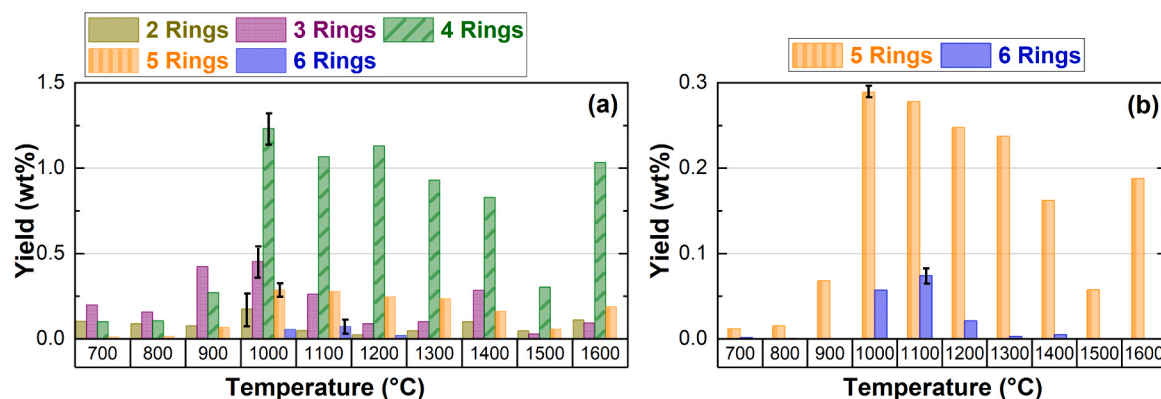 2 Rings 3 Rings 4 Rings
5 Rings 6 Rings
(a)
Yield (wt%)
1.5
1.0
0.5
0.0
700 800 900 1000 1100 1200 1300 1400 1500 1600
Temperature (°C)
5 Rings 6 Rings
(b)
Yield (wt%)
0.3
0.2
0.1
0.0
700 800 900 1000 1100 1200 1300 1400 1500 1600
Temperature (°C)